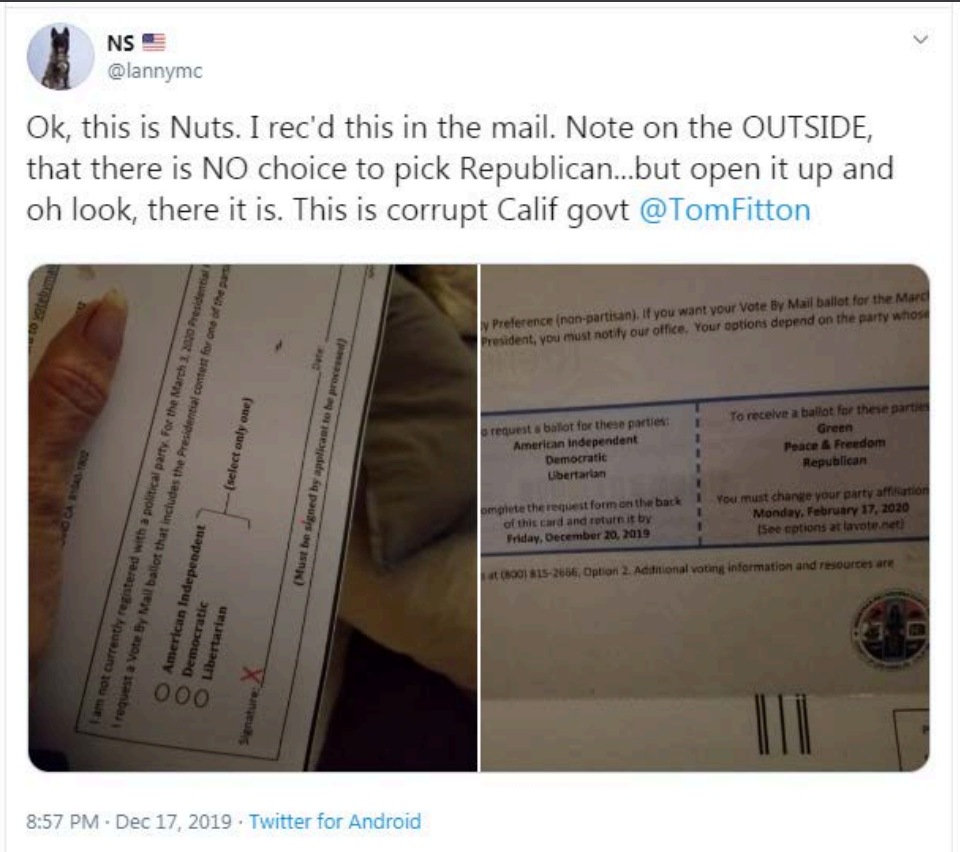 NS
@lannymc
Ok, this is Nuts. I rec'd this in the mail. Note on the OUTSIDE,
that there is NO choice to pick Republican...but open it up and
oh look, there it is. This is corrupt Calif govt @TomFitton
I am not currently registered with a political party. For the March 3, 2020 Presidential
I request a Vote By Mail ballot that includes the Presidential contest for one of the
American Independent
Democratic
Libertarian
(select only one)
Signature: X
Date:
(Must be signed by applicant to be processed)
y Preference (non-partisan). If you want your Vote By Mail ballot for the Marc
President, you must notify our office. Your options depend on the party whose
o request a ballot for these parties:
American Independent
Democratic
Libertarian
omplete the request form on the back
of this card and return it by
Friday, December 20, 2019
To receive a ballot for these parties
Green
Peace & Freedom
Republican
You must change your party affiliation
Monday, February 17, 2020
(See options at lavote.net)
at (800) 815-2666, Option 2. Additional voting information and resources are
8:57 PM · Dec 17, 2019 · Twitter for Android